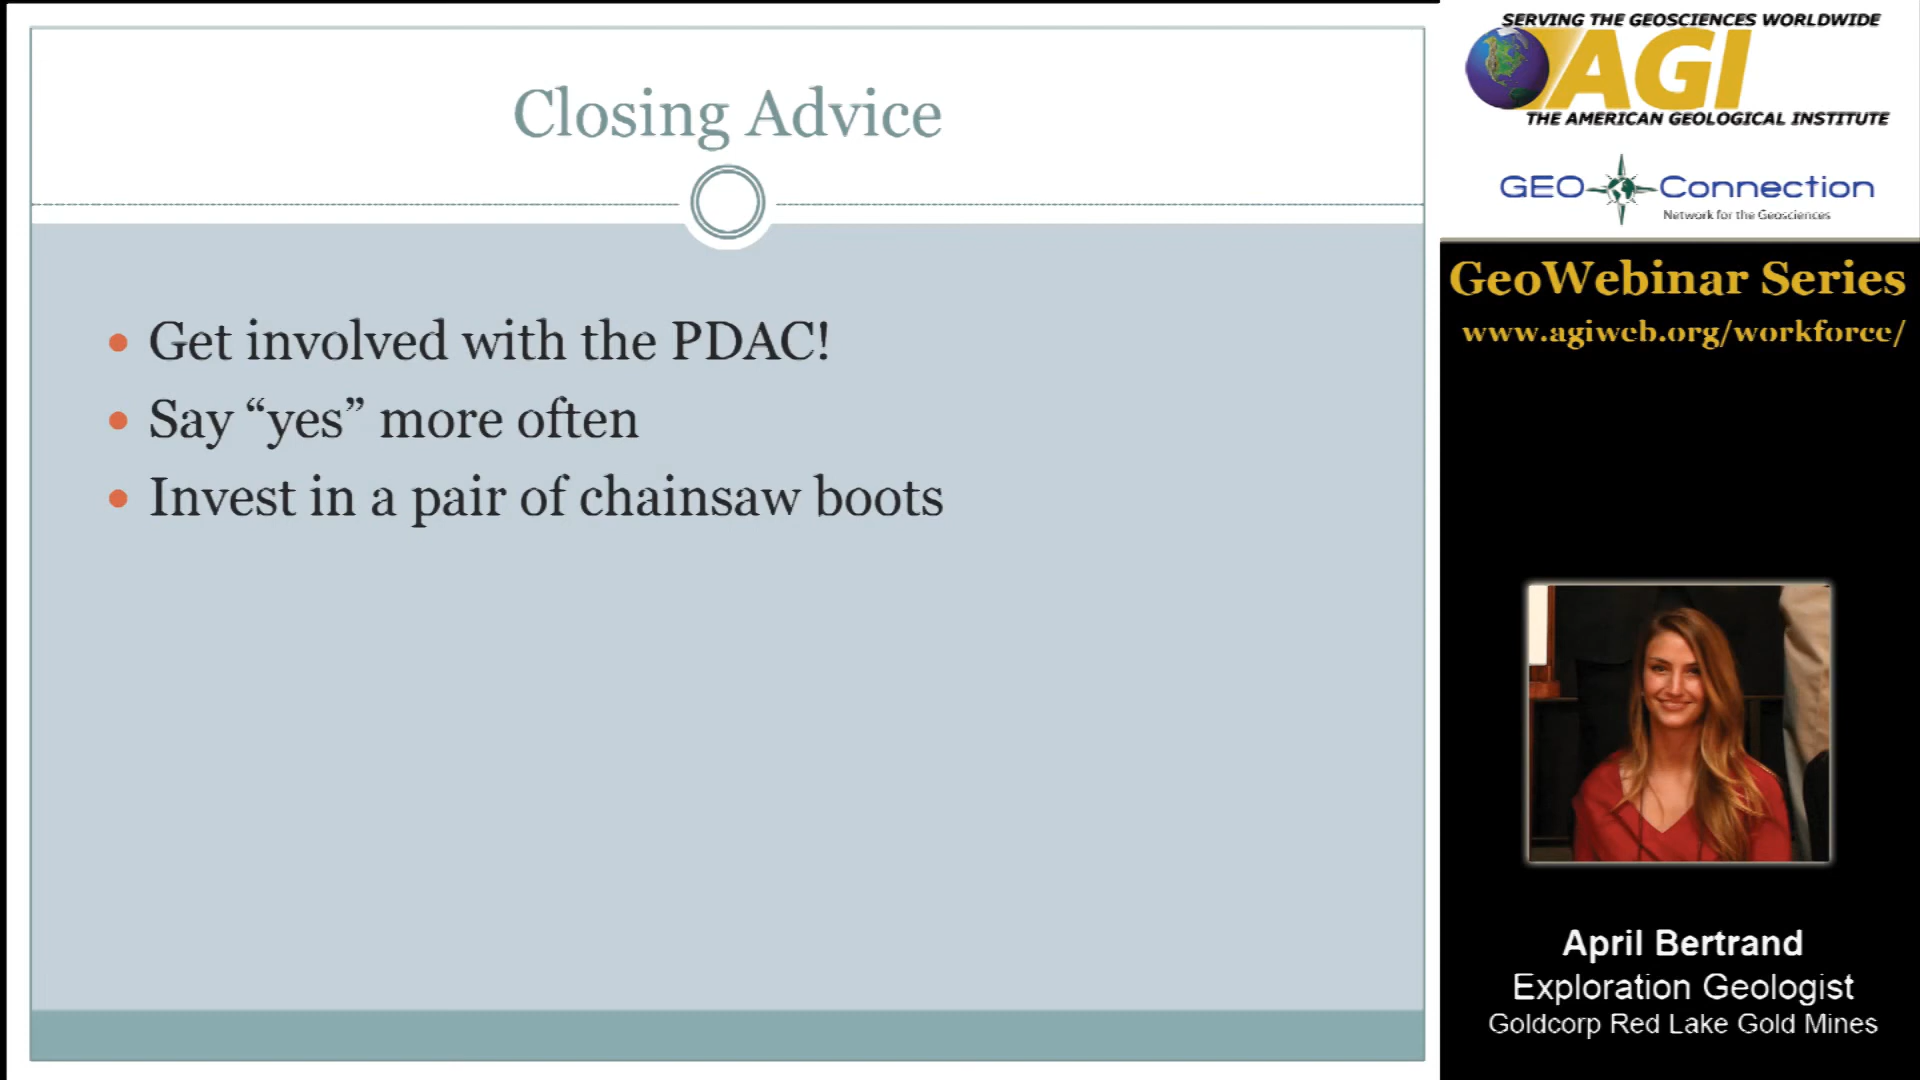 Closing Advice
• Get involved with the PDAC!
• Say “yes” more often
• Invest in a pair of chainsaw boots
SERVING THE GEOSCIENCES WORLDWIDE
AGI
THE AMERICAN GEOLOGICAL INSTITUTE
GEO Connection
Network for the Geosciences
GeoWebinar Series
www.agiweb.org/workforce/
April Bertrand
Exploration Geologist
Goldcorp Red Lake Gold Mines